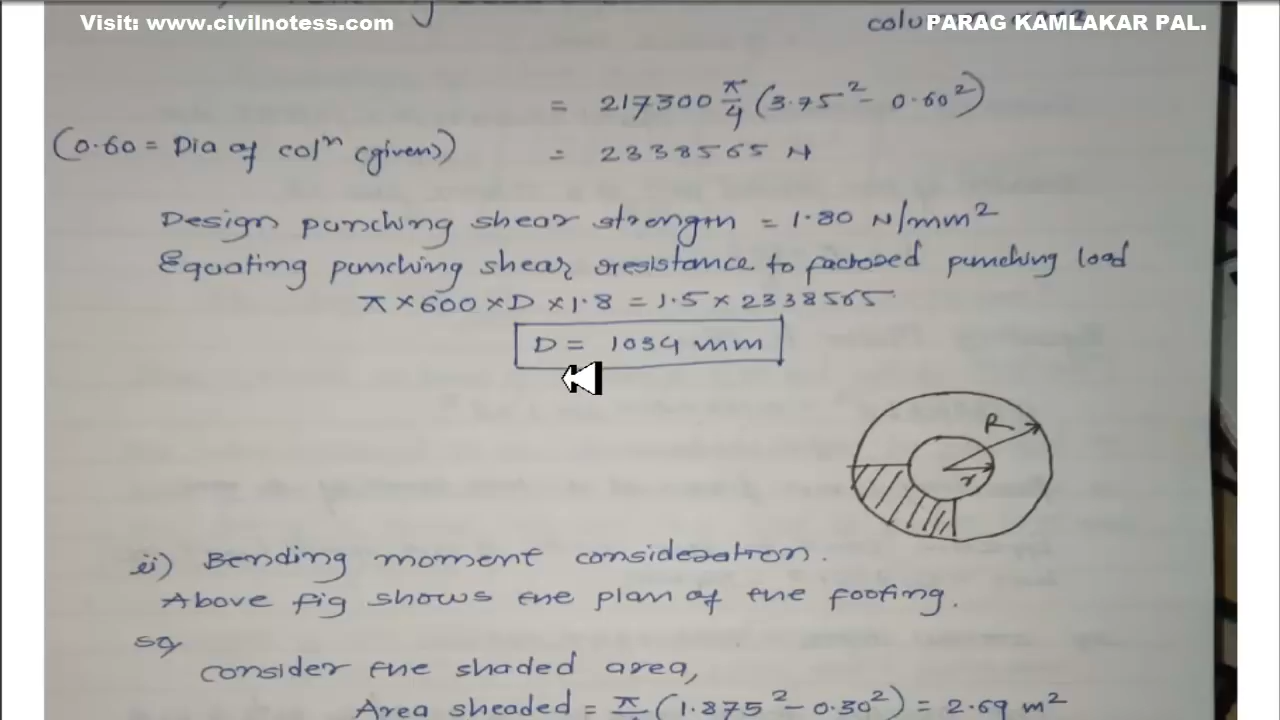 Visit: www.civilnotess.com
PARAG KAMLAKAR PAL.
= 217300 π/4 (3.75² - 0.60²)
(0.60 = Dia of colⁿ (given))
= 2338565 N
Design punching shear strength = 1.80 N/mm²
Equating punching shear resistance to factored punching load
π × 600 × D × 1.8 = 1.5 × 2338565
D = 1034 mm
R
r
ii) Bending moment consideration.
Above fig shows the plan of the footing.
consider the shaded area,
Area sheaded = π/4 (1.875² - 0.30²) = 2.69 m²